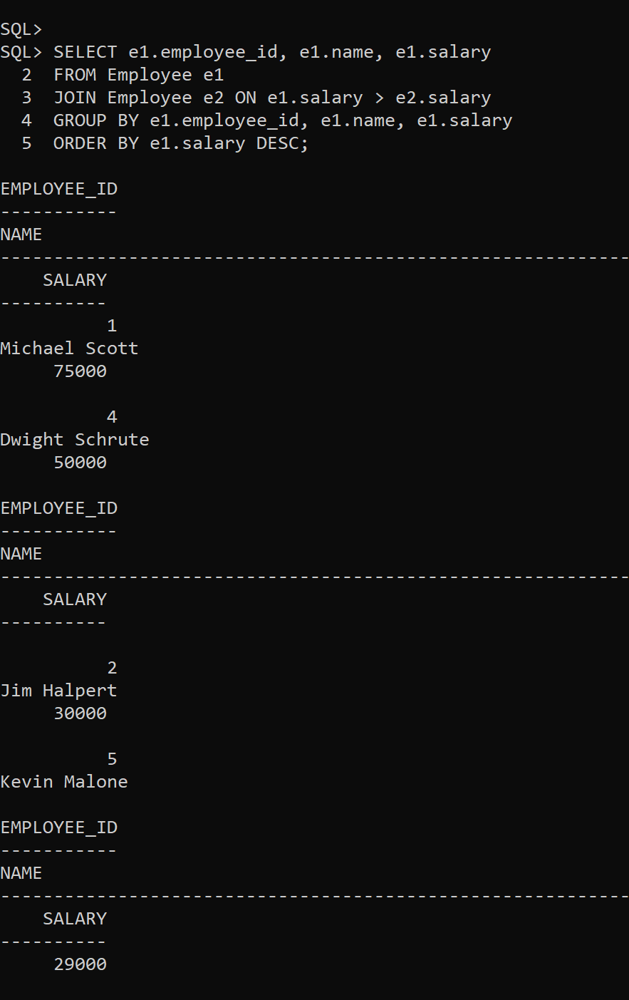 SQL>
SQL> SELECT e1.employee_id, e1.name, e1.salary
  2  FROM Employee e1
  3  JOIN Employee e2 ON e1.salary > e2.salary
  4  GROUP BY e1.employee_id, e1.name, e1.salary
  5  ORDER BY e1.salary DESC;

EMPLOYEE_ID
-----------
NAME
-----------------------------------------------------------
    SALARY
----------
          1
Michael Scott
     75000

          4
Dwight Schrute
     50000

EMPLOYEE_ID
-----------
NAME
-----------------------------------------------------------
    SALARY
----------

          2
Jim Halpert
     30000

          5
Kevin Malone

EMPLOYEE_ID
-----------
NAME
-----------------------------------------------------------
    SALARY
----------
     29000